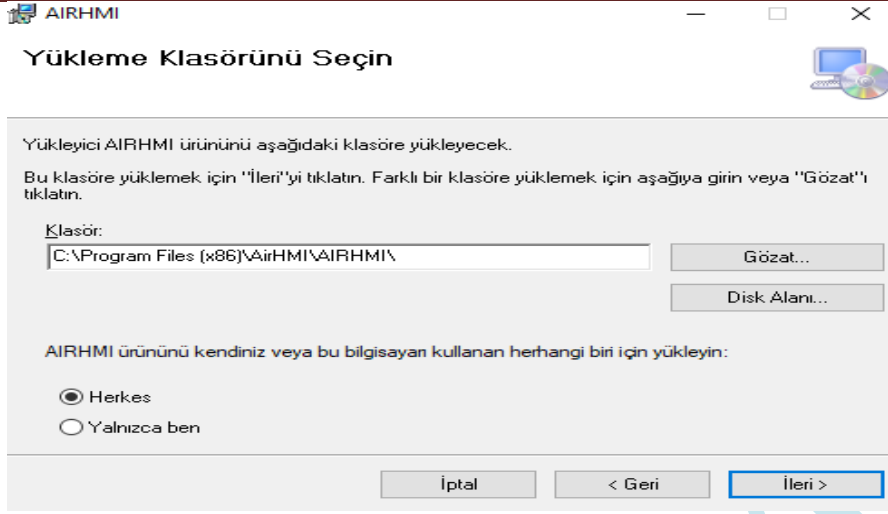 AIRHMI
Yükleme Klasörünü Seçin
Yükleyici AIRHMI ürününü aşağıdaki klasöre yükleyecek.
Bu klasöre yüklemek için "İleri"yi tıklatın. Farklı bir klasöre yüklemek için aşağıya girin veya "Gözat"ı
tıklatın.
Klasör:
C:\Program Files (x86)\AirHMI\AIRHMI\
Gözat...
Disk Alanı...
AIRHMI ürününü kendiniz veya bu bilgisayarı kullanan herhangi biri için yükleyin:
Herkes
Yalnızca ben
İptal
< Geri
İleri >